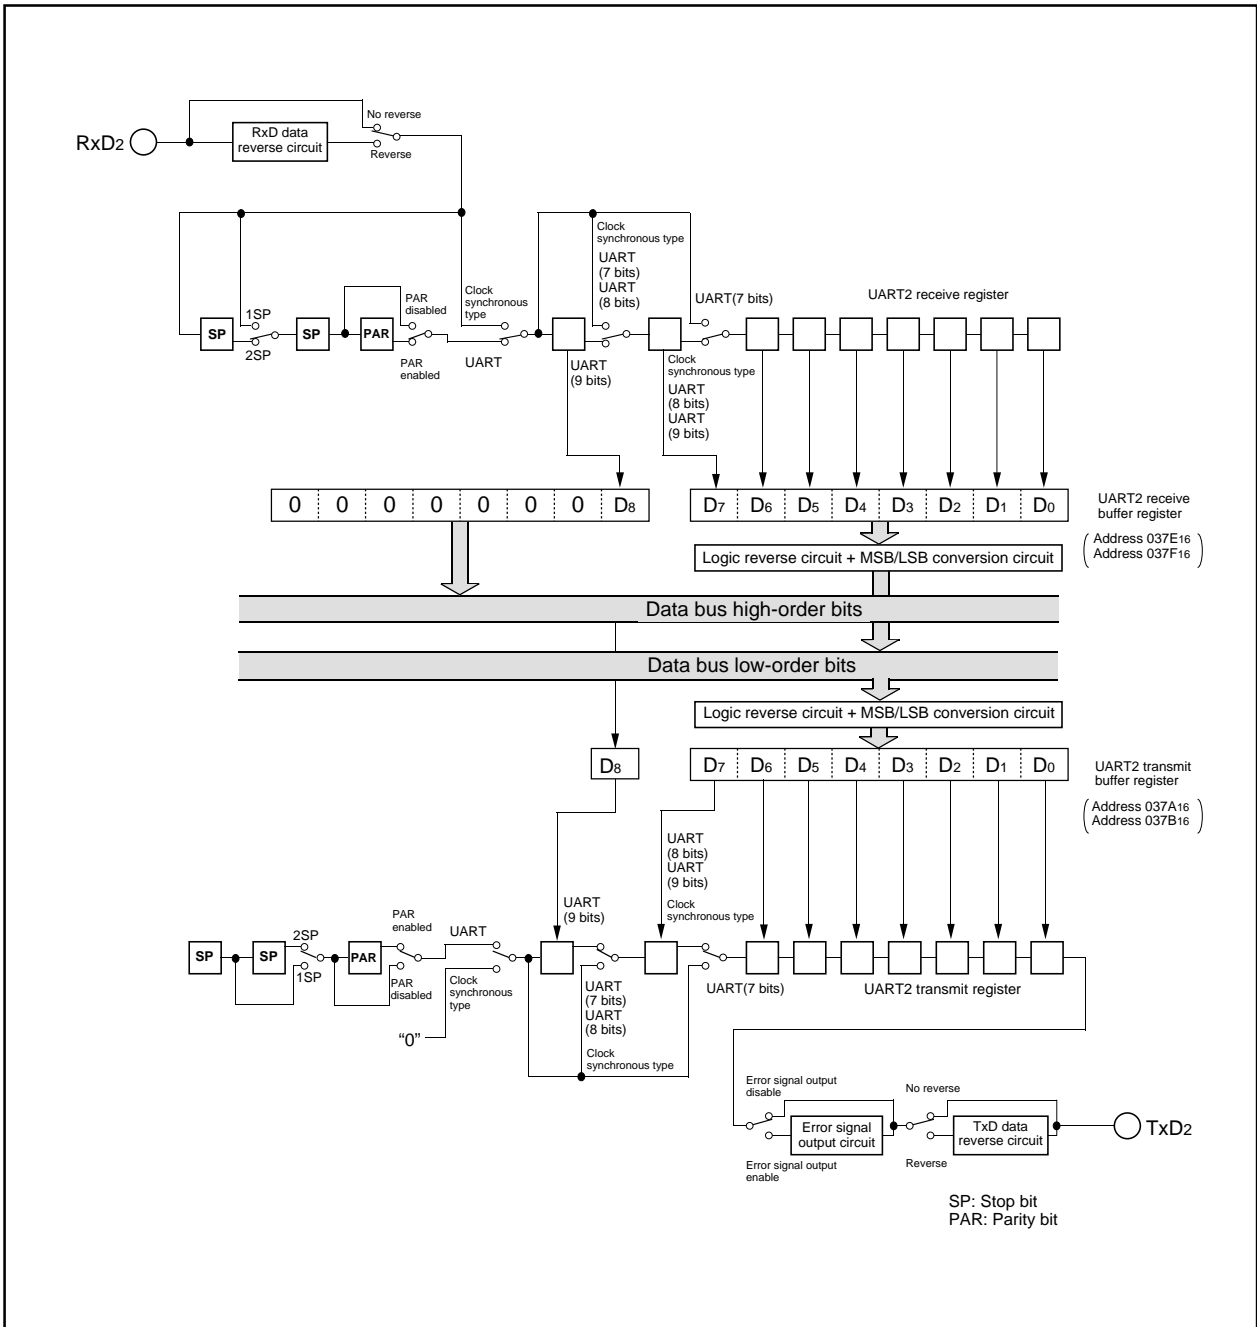 No reverse
RxD2
RxD data
reverse circuit
Reverse
Clock
synchronous type
UART
(7 bits)
UART
(8 bits)
PAR
disabled
Clock
synchronous
type
UART(7 bits)
UART2 receive register
1SP
SP
SP
PAR
2SP
PAR
enabled
UART
UART
(9 bits)
Clock
synchronous type
UART
(8 bits)
UART
(9 bits)
0 0 0 0 0 0 0 D8
D7 D6 D5 D4 D3 D2 D1 D0
UART2 receive
buffer register
Address 037E16
Address 037F16
Logic reverse circuit + MSB/LSB conversion circuit
Data bus high-order bits
Data bus low-order bits
Logic reverse circuit + MSB/LSB conversion circuit
D8
D7 D6 D5 D4 D3 D2 D1 D0
UART2 transmit
buffer register
Address 037A16
Address 037B16
UART
(8 bits)
UART
(9 bits)
Clock
synchronous type
UART
(9 bits)
PAR
enabled
UART
2SP
SP
SP
PAR
1SP
PAR
disabled
Clock
synchronous
type
"0"
UART
(7 bits)
UART
(8 bits)
Clock
synchronous type
UART(7 bits)
UART2 transmit register
Error signal output
disable
No reverse
Error signal
output circuit
TxD data
reverse circuit
TxD2
Error signal output
enable
Reverse
SP: Stop bit
PAR: Parity bit